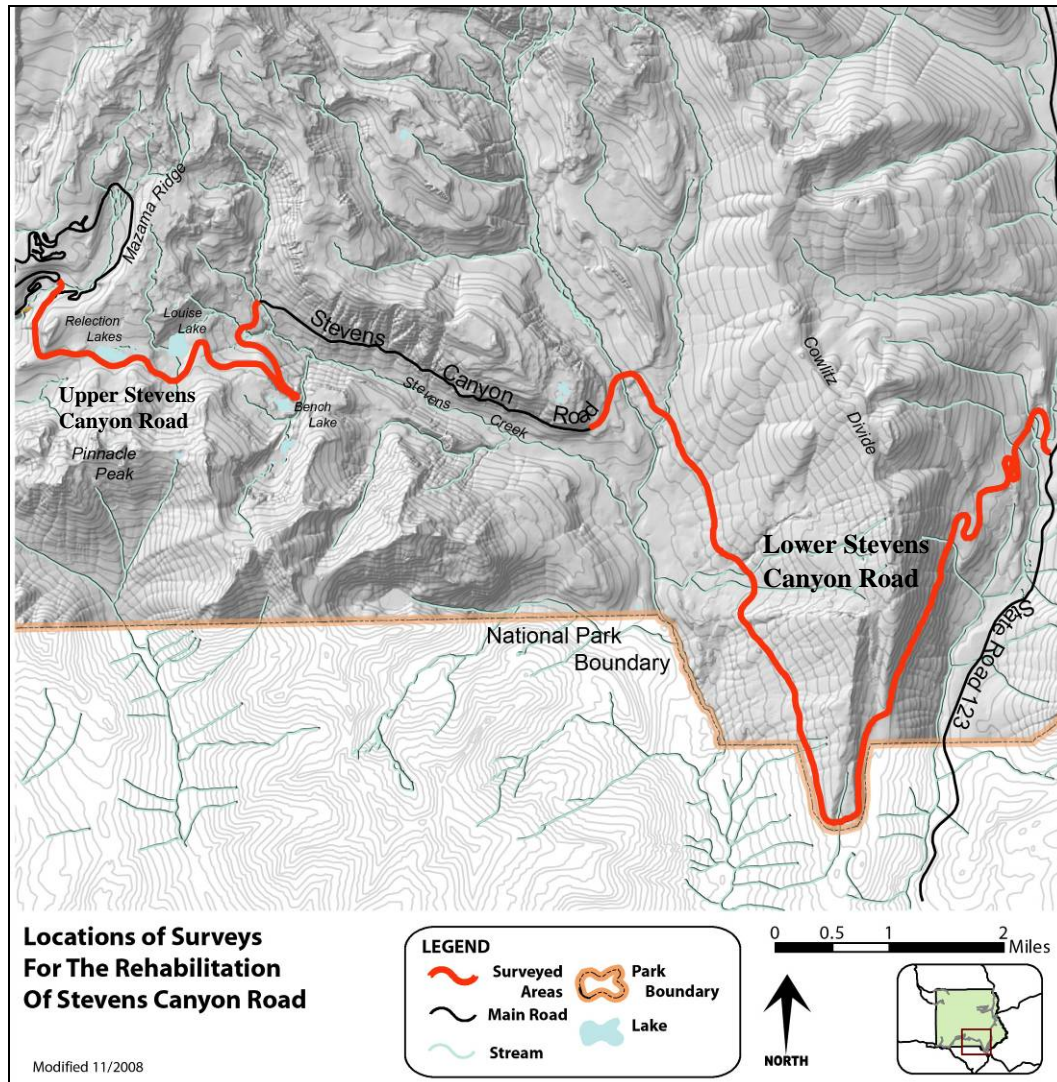 Mazama Ridge
Relection
Lakes
Louise
Lake
Upper Stevens
Canyon Road
Bench
Lake
Pinnacle
Peak
Stevens
Canyon
Road
Stevens
Creek
Cowlitz
Divide
Lower Stevens
Canyon Road
National Park
Boundary
State Road 123
Locations of Surveys
For The Rehabilitation
Of Stevens Canyon Road
Modified 11/2008
LEGEND
Surveyed
Areas
Main Road
Stream
Park
Boundary
Lake
0 0.5 1 2
Miles
NORTH